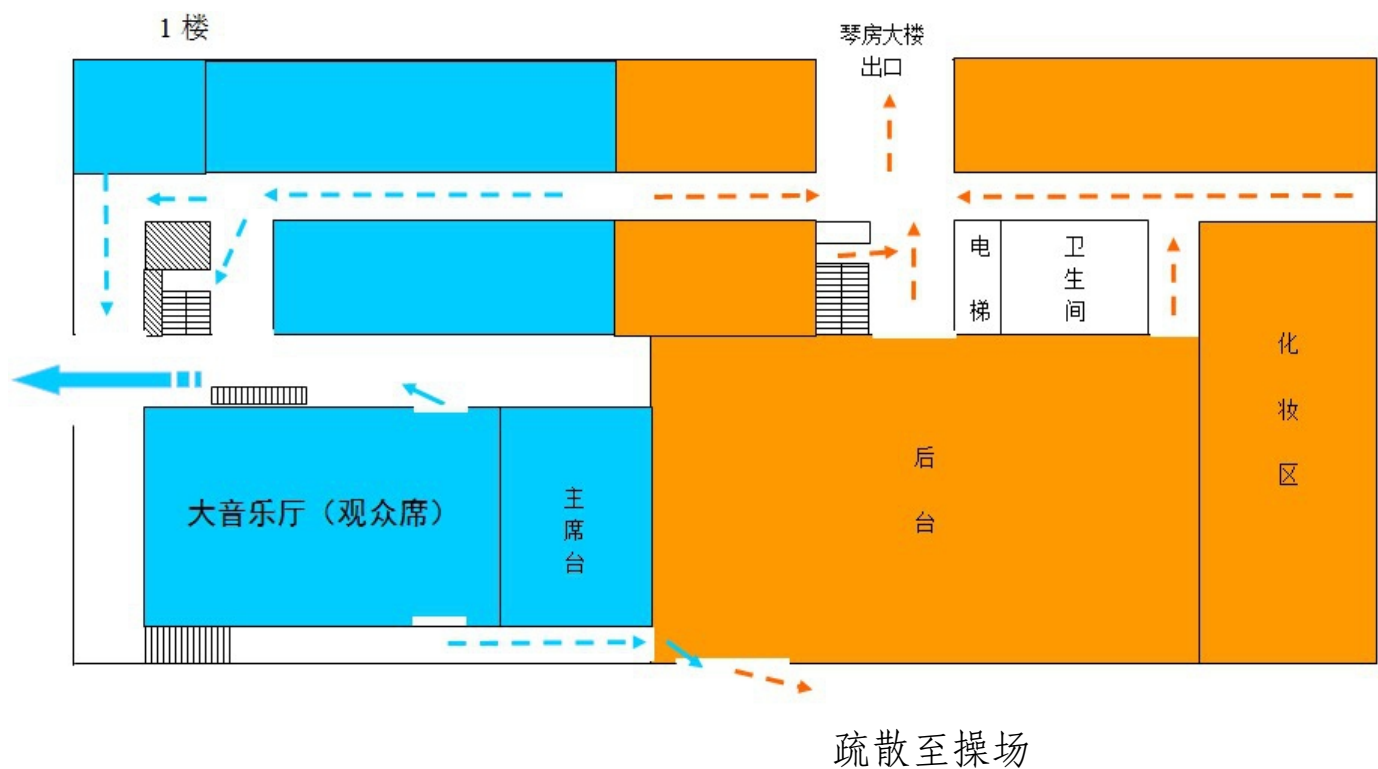 1 楼
琴房大楼
出口
电梯
卫生间
化妆区
后台
大音乐厅（观众席）
主席台
疏散至操场